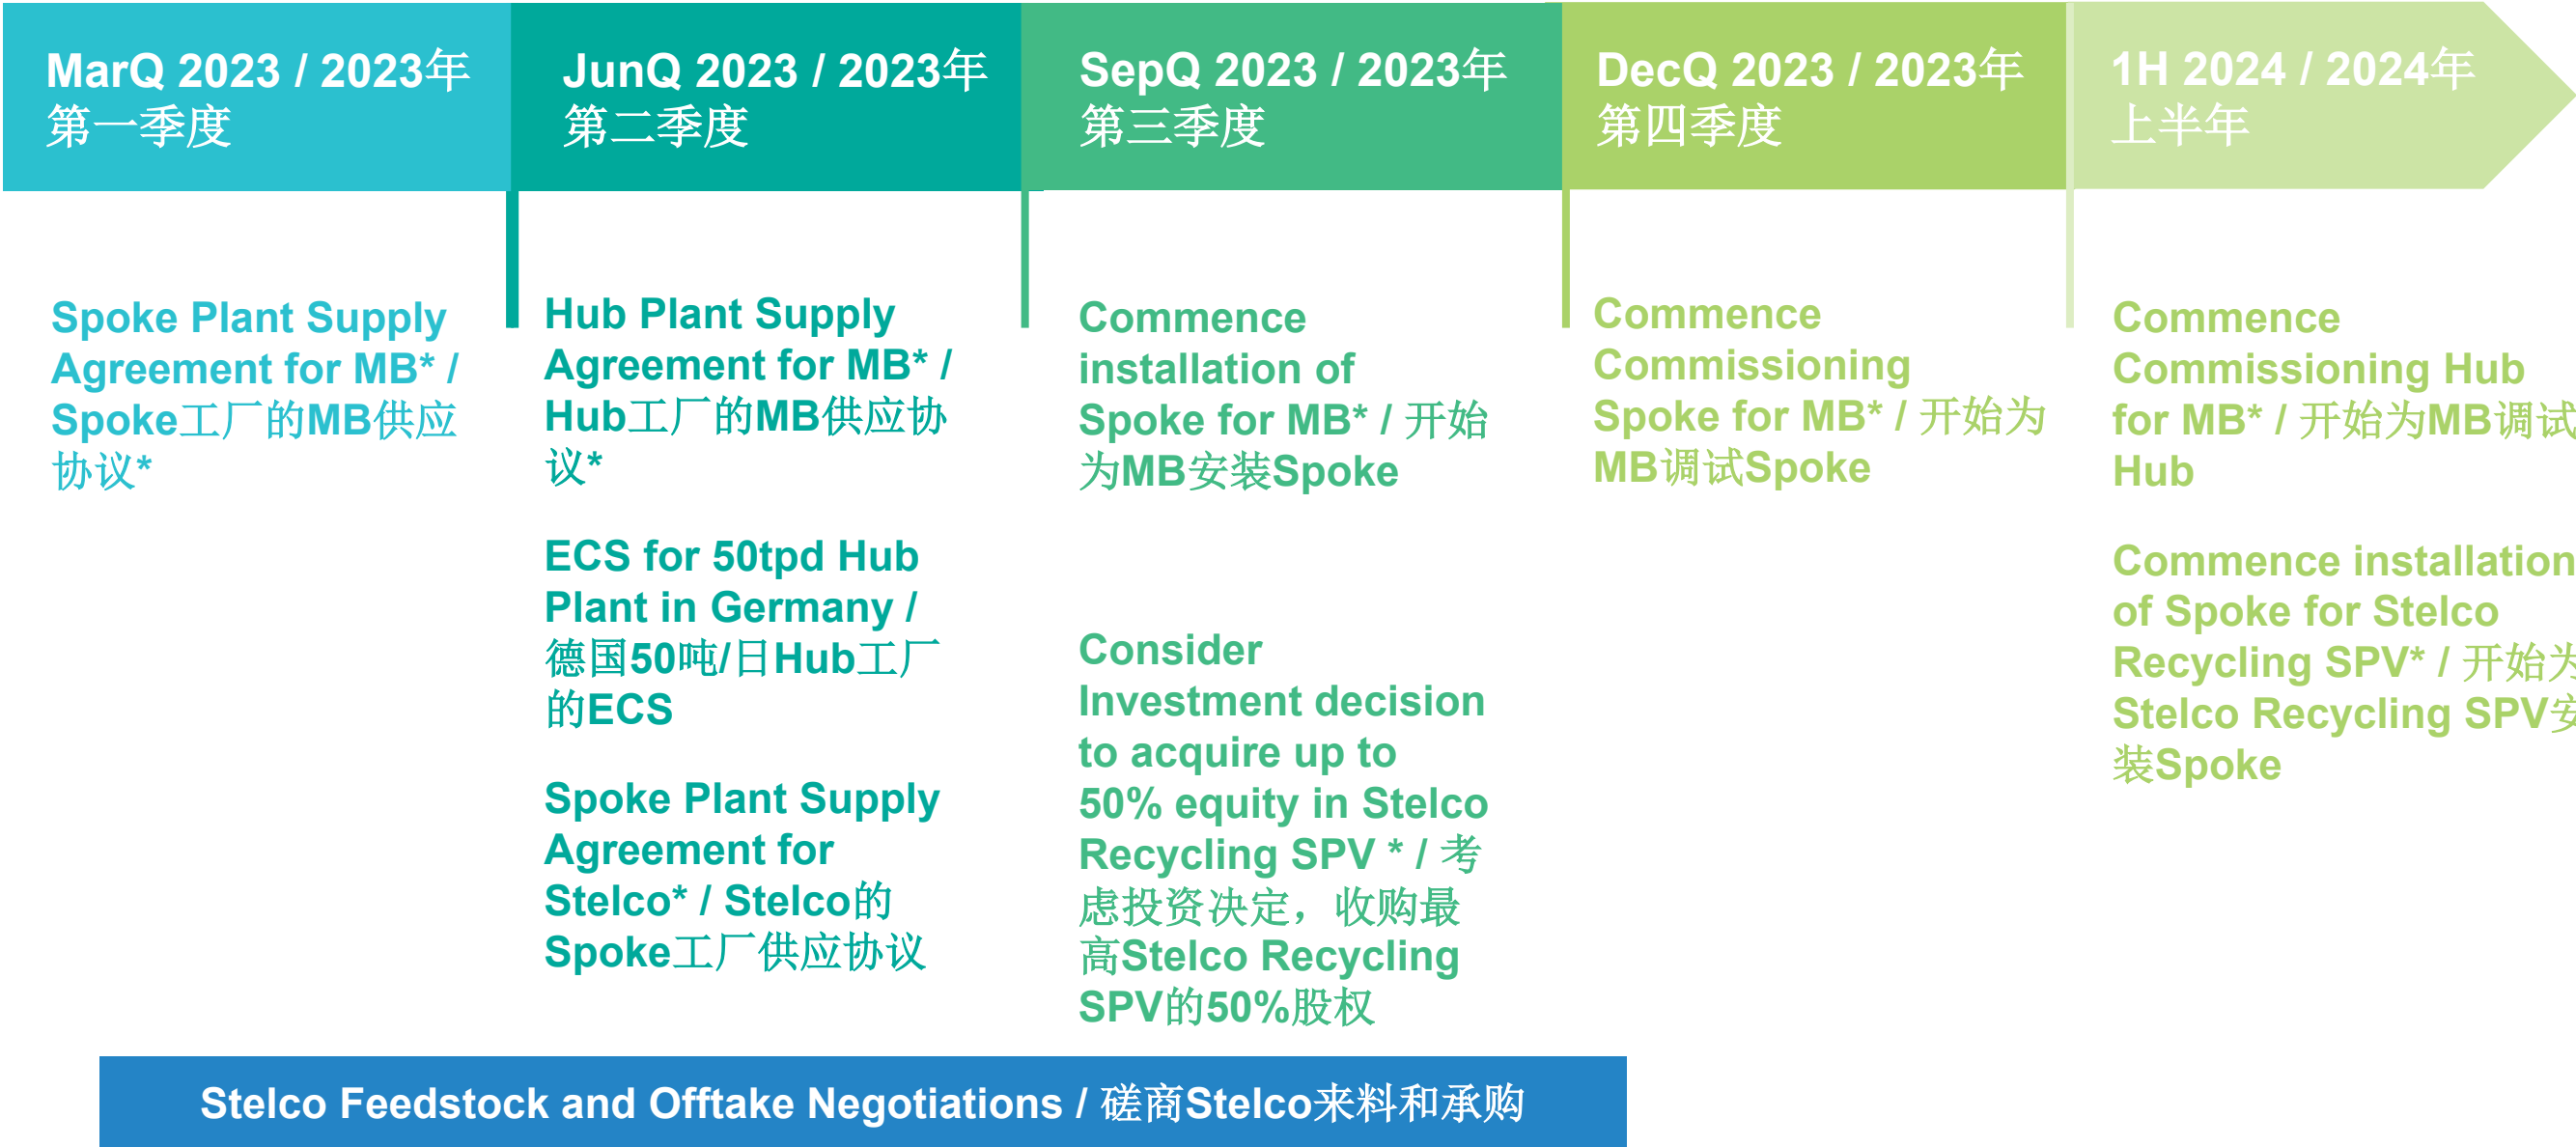 MarQ 2023 / 2023年
第一季度
JunQ 2023 / 2023年
第二季度
SepQ 2023 / 2023年
第三季度
DecQ 2023 / 2023年
第四季度
1H 2024 / 2024年
上半年
Spoke Plant Supply
Agreement for MB* /
Spoke工厂的MB供应
协议*
Hub Plant Supply
Agreement for MB* /
Hub工厂的MB供应协
议*
ECS for 50tpd Hub
Plant in Germany /
德国50吨/日Hub工厂
的ECS
Spoke Plant Supply
Agreement for
Stelco* / Stelco的
Spoke工厂供应协议
Commence
installation of
Spoke for MB* / 开始
为MB安装Spoke
Consider
Investment decision
to acquire up to
50% equity in Stelco
Recycling SPV * / 考
虑投资决定，收购最
高Stelco Recycling
SPV的50%股权
Commence
Commissioning
Spoke for MB* / 开始为
MB调试Spoke
Commence
Commissioning Hub
for MB* / 开始为MB调试
Hub
Commence installation
of Spoke for Stelco
Recycling SPV* / 开始为
Stelco Recycling SPV安
装Spoke
Stelco Feedstock and Offtake Negotiations / 磋商Stelco来料和承购